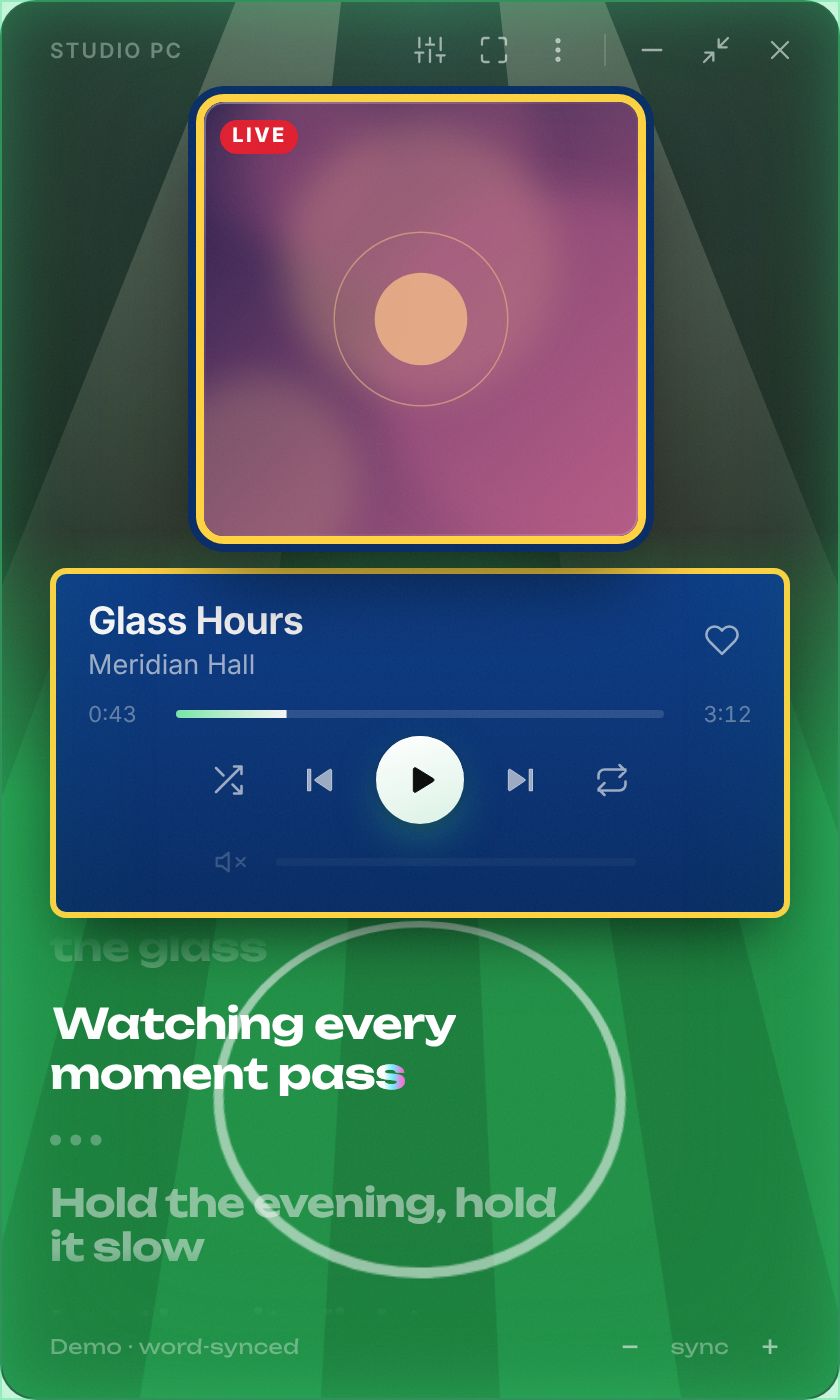 STUDIO PC
LIVE
Glass Hours
Meridian Hall
0:43
3:12
the glass
Watching every
moment pass
•••
Hold the evening, hold
it slow
Demo · word-synced
− sync +